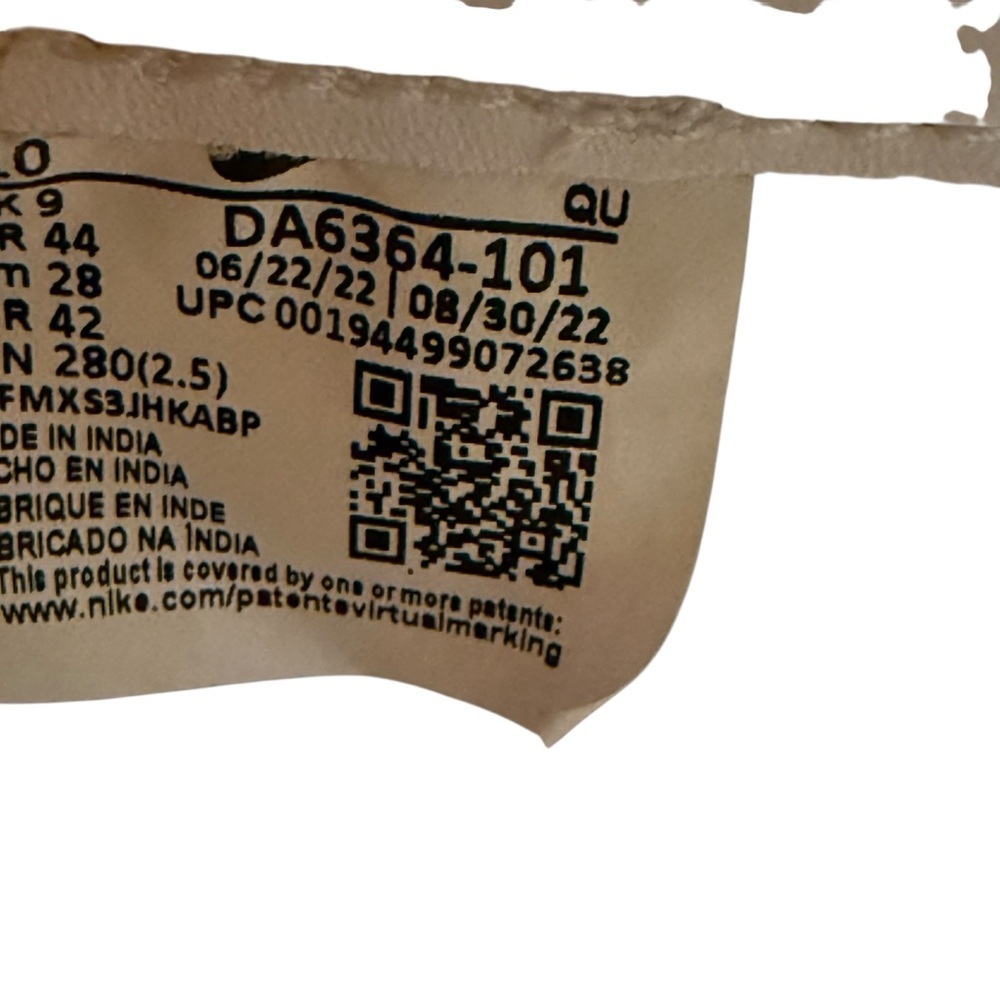 QU
DA6364-101
06/22/22 | 08/30/22
UPC 00194499072638
K 9
R 44
m 28
R 42
N 280(2.5)
FMXS3JHKABP
DE IN INDIA
CHO EN INDIA
BRIQUE EN INDE
BRICADO NA ÍNDIA
This product is covered by one or more patents:
www.nike.com/patentsvirtualmarking